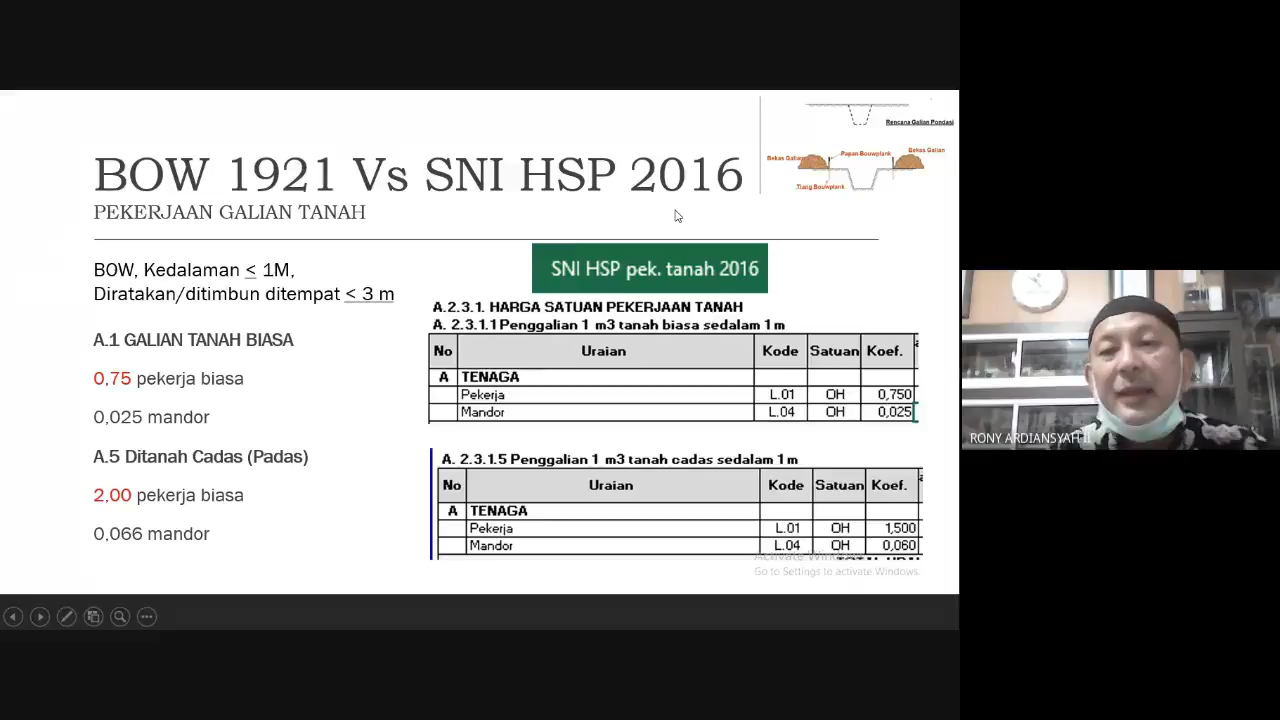 Rencana Galian Pondasi
Bekas Galian
Papan Bouwplank
Bekas Galian
Tiang Bouwplank
BOW 1921 Vs SNI HSP 2016
PEKERJAAN GALIAN TANAH
BOW, Kedalaman < 1M,
Diratakan/ditimbun ditempat < 3 m
A.1 GALIAN TANAH BIASA
0,75 pekerja biasa
0,025 mandor
A.5 Ditanah Cadas (Padas)
2,00 pekerja biasa
0,066 mandor
SNI HSP pek. tanah 2016
A.2.3.1. HARGA SATUAN PEKERJAAN TANAH
A. 2.3.1.1 Penggalian 1 m3 tanah biasa sedalam 1 m
No Uraian Kode Satuan Koef.
A TENAGA
Pekerja L.01 OH 0,750
Mandor L.04 OH 0,025
A. 2.3.1.5 Penggalian 1 m3 tanah cadas sedalam 1 m
No Uraian Kode Satuan Koef.
A TENAGA
Pekerja L.01 OH 1,500
Mandor L.04 OH 0,060
Activate Windows
Go to Settings to activate Windows.
RONY ARDIANSYAH